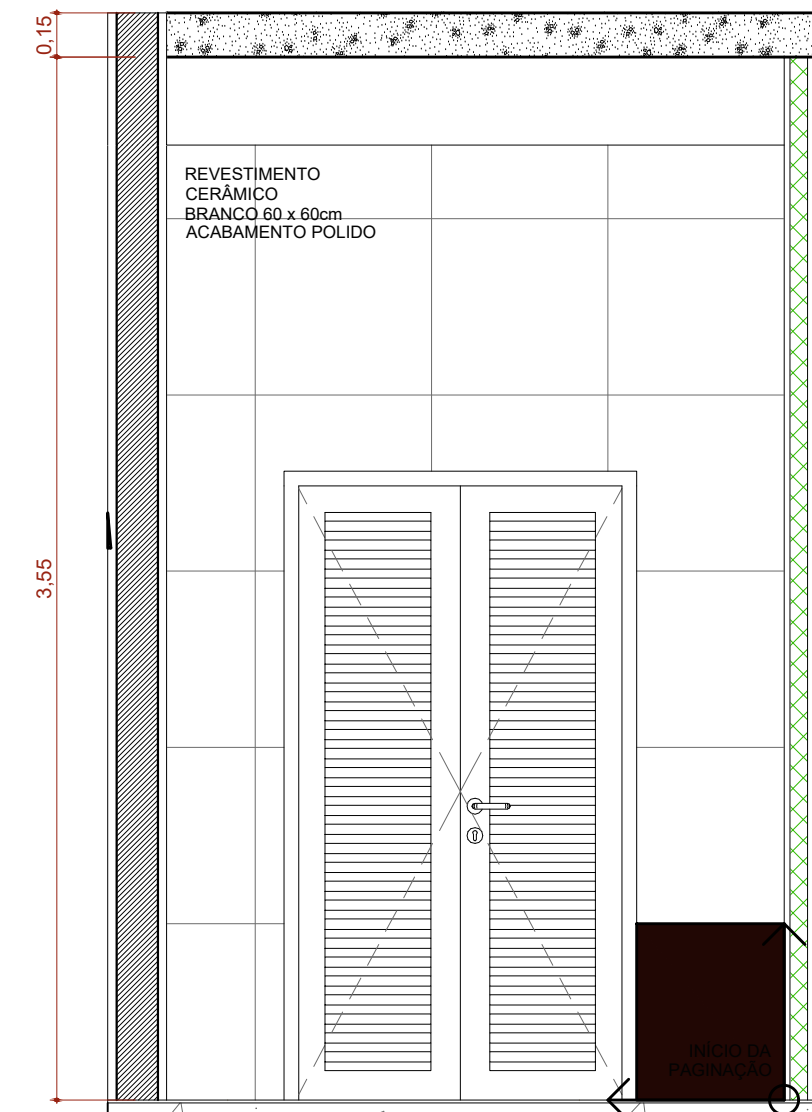 0,15
REVESTIMENTO
CERÂMICO
BRANCO 60 x 60cm
ACABAMENTO POLIDO
3,55
INÍCIO DA
PAGINAÇÃO